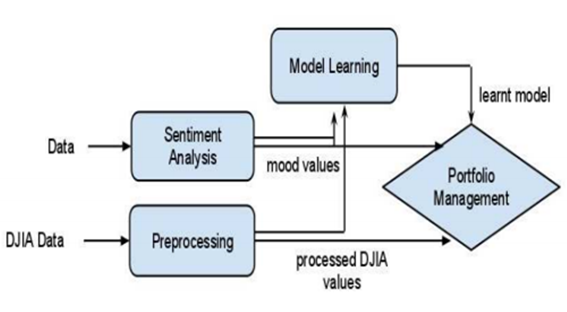 Model Learning
learnt model
Data
Sentiment
Analysis
mood values
Portfolio
Management
DJIA Data
Preprocessing
processed DJIA
values